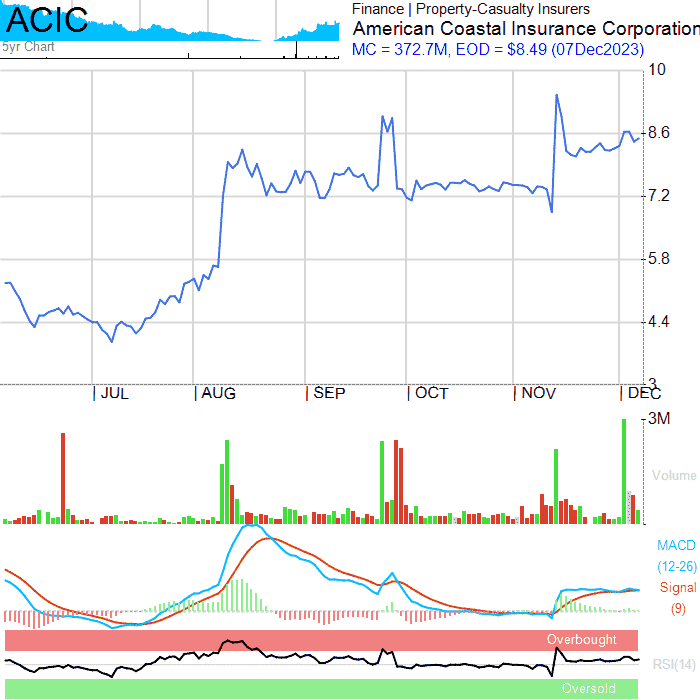 ACIC
5yr Chart
Finance | Property-Casualty Insurers
American Coastal Insurance Corporation
MC = 372.7M, EOD = $8.49 (07Dec2023)
10
8.6
7.2
5.8
4.4
3
JUL AUG SEP OCT NOV DEC
3M
Volume
MACD
(12-26)
Signal
(9)
Overbought
RSI(14)
Oversold